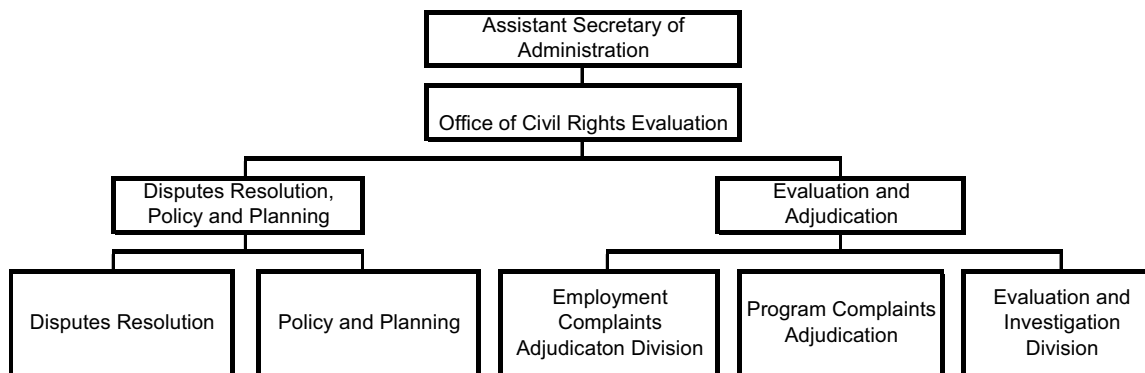 Assistant Secretary of
Administration
Office of Civil Rights Evaluation
Disputes Resolution,
Policy and Planning
Evaluation and
Adjudication
Disputes Resolution
Policy and Planning
Employment
Complaints
Adjudicaton Division
Program Complaints
Adjudication
Evaluation and
Investigation
Division